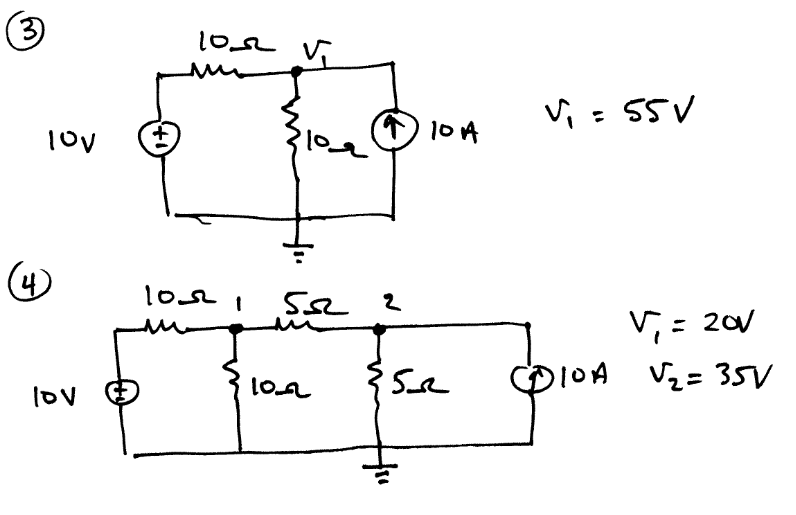 ③
10Ω V₁
10V
±
10Ω
10A
V₁ = 55V
④
10Ω 1 5Ω 2
10V
±
10Ω
5Ω
10A
V₁ = 20V
V₂ = 35V